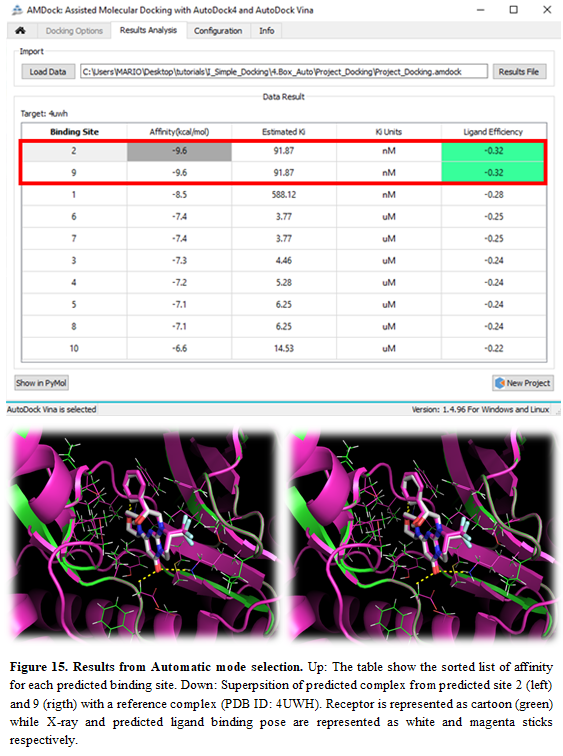 AMDock: Assisted Molecular Docking with AutoDock4 and AutoDock Vina
Docking Options Results Analysis Configuration Info
Import
Load Data C:\Users\MARIO\Desktop\tutorials\I_Simple_Docking\4.Box_Auto\Project_Docking\Project_Docking.amdock Results File
Data Result
Target: 4uwh
Binding Site Affinity(kcal/mol) Estimated Ki Ki Units Ligand Efficiency
2 -9.6 91.87 nM -0.32
9 -9.6 91.87 nM -0.32
1 -8.5 588.12 nM -0.28
6 -7.4 3.77 uM -0.25
7 -7.4 3.77 uM -0.25
3 -7.3 4.46 uM -0.24
4 -7.2 5.28 uM -0.24
5 -7.1 6.25 uM -0.24
8 -7.1 6.25 uM -0.24
10 -6.6 14.53 uM -0.22
Show in PyMol New Project
AutoDock Vina is selected Version: 1.4.96 For Windows and Linux
Figure 15. Results from Automatic mode selection. Up: The table show the sorted list of affinity
for each predicted binding site. Down: Superpsition of predicted complex from predicted site 2 (left)
and 9 (rigth) with a reference complex (PDB ID: 4UWH). Receptor is represented as cartoon (green)
while X-ray and predicted ligand binding pose are represented as white and magenta sticks
respectively.